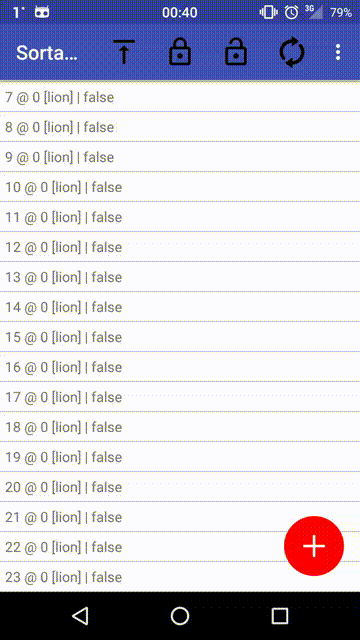 1° 00:40 3G 79%
Sorta...
7 @ 0 [lion] | false
8 @ 0 [lion] | false
9 @ 0 [lion] | false
10 @ 0 [lion] | false
11 @ 0 [lion] | false
12 @ 0 [lion] | false
13 @ 0 [lion] | false
14 @ 0 [lion] | false
15 @ 0 [lion] | false
16 @ 0 [lion] | false
17 @ 0 [lion] | false
18 @ 0 [lion] | false
19 @ 0 [lion] | false
20 @ 0 [lion] | false
21 @ 0 [lion] | false
22 @ 0 [lion] | false
23 @ 0 [lion] | false